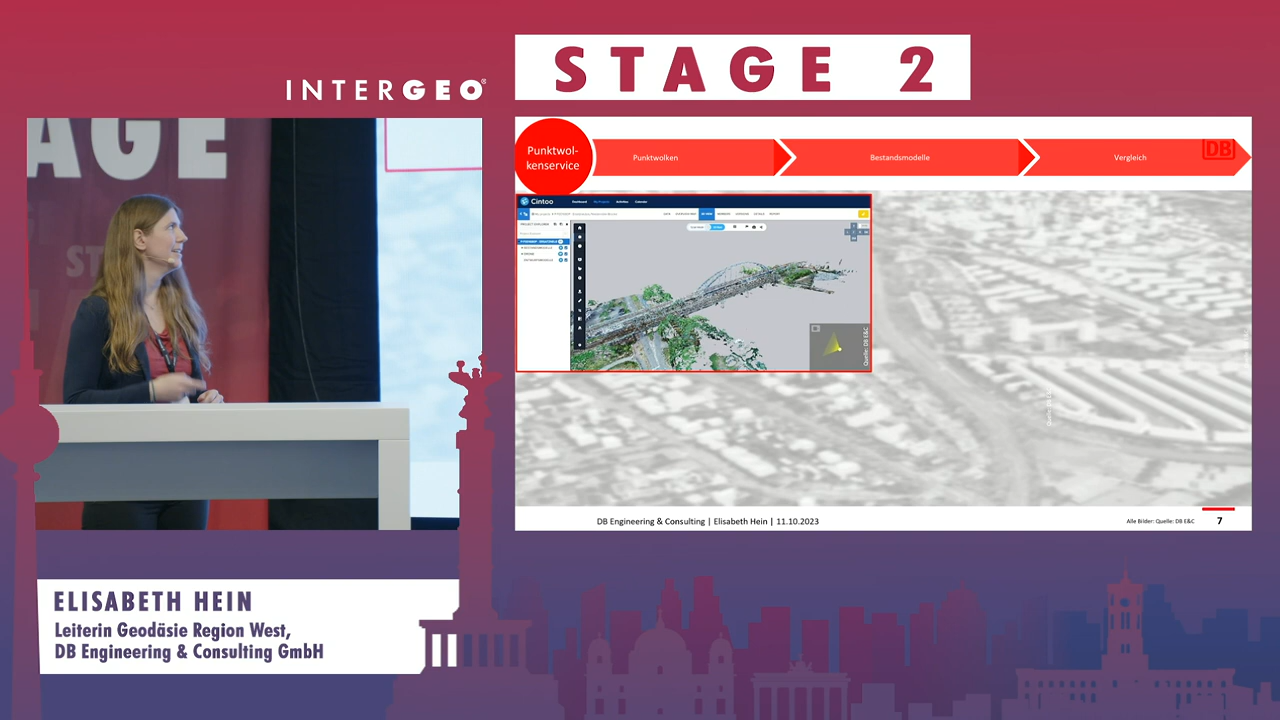 STAGE 2
INTERGEO®
AGE
ST
Punktwol-
kenservice
Punktwolken
Bestandsmodelle
Vergleich
DB
Cintoo
Quelle: DB E&C
DB Engineering & Consulting | Elisabeth Hein | 11.10.2023
Alle Bilder: Quelle: DB E&C
7
ELISABETH HEIN
Leiterin Geodäsie Region West,
DB Engineering & Consulting GmbH